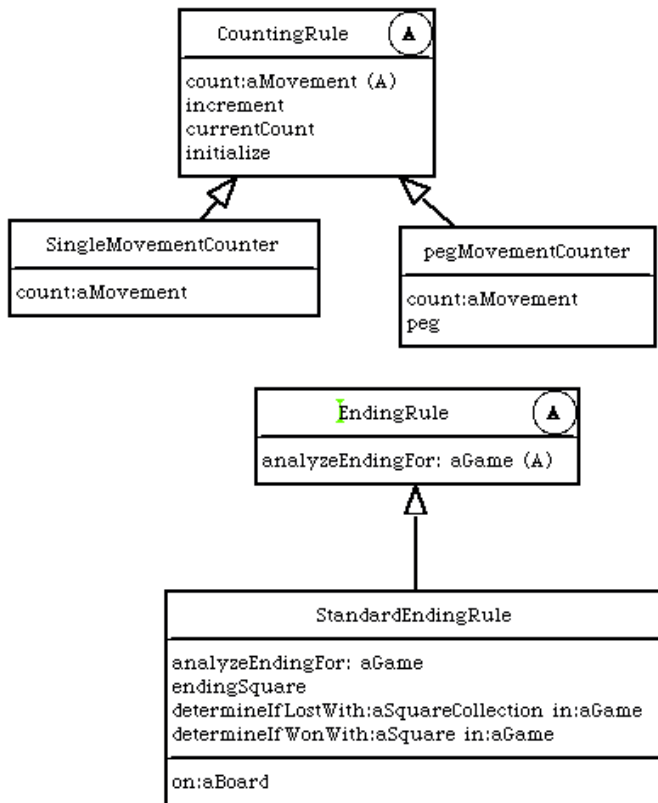 CountingRule A
count:aMovement (A)
increment
currentCount
initialize
SingleMovementCounter
count:aMovement
pegMovementCounter
count:aMovement
peg
EndingRule A
analyzeEndingFor: aGame (A)
StandardEndingRule
analyzeEndingFor: aGame
endingSquare
determineIfLostWith:aSquareCollection in:aGame
determineIfWonWith:aSquare in:aGame
on:aBoard